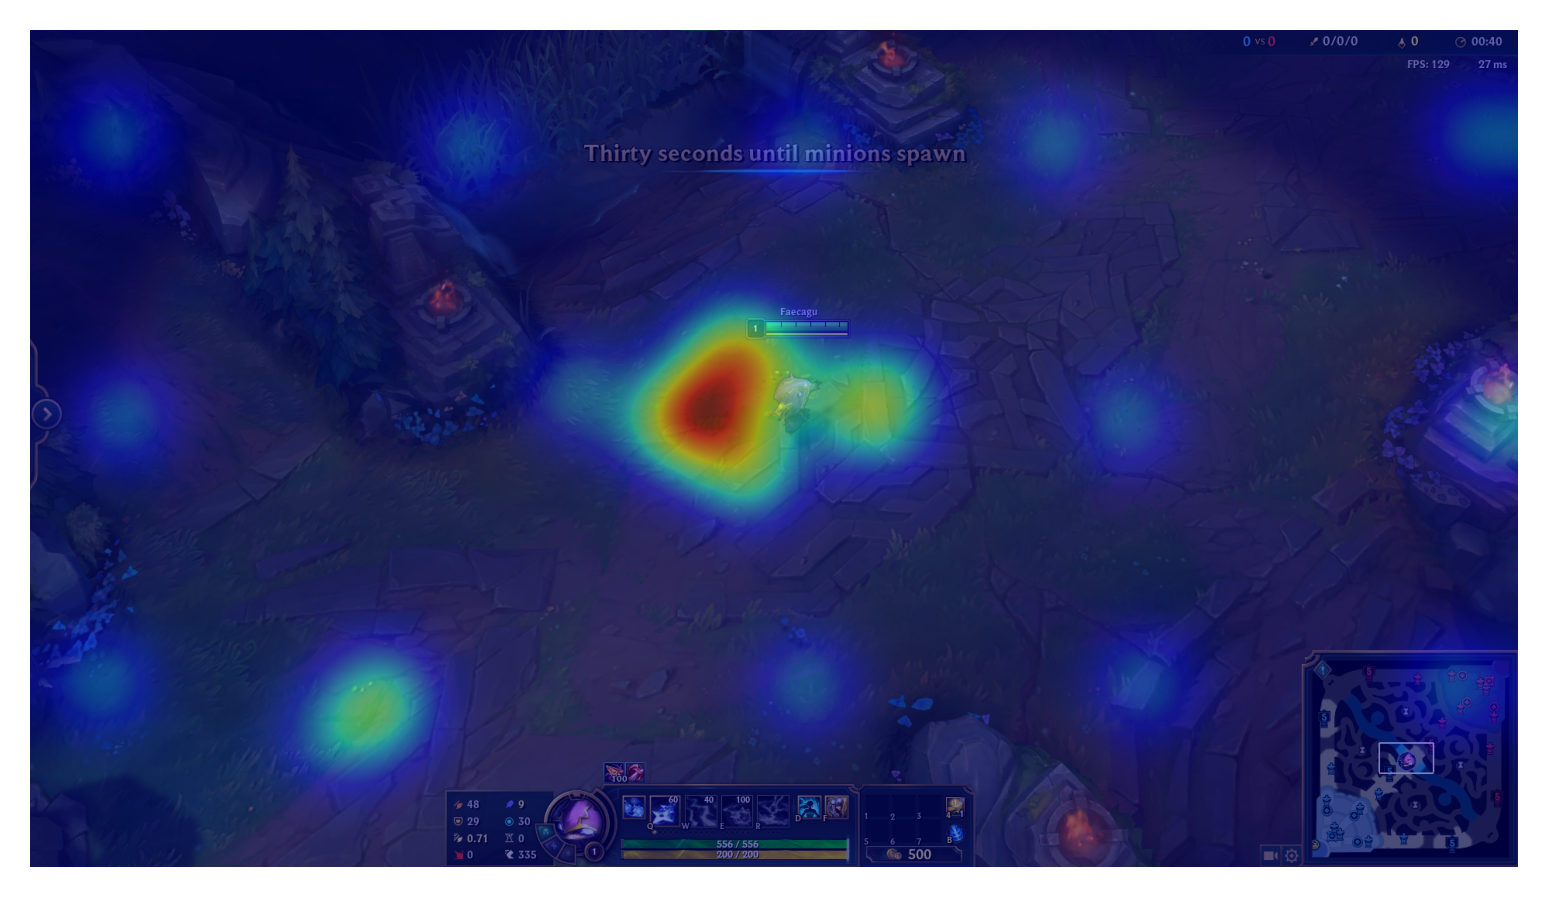 0 vs 0 0/0/0 0 00:40
FPS: 129 27 ms
Thirty seconds until minions spawn
Faecagu
1
100
48 9
29 30
0.71 0
0 335
1
60 40 100
Q W E R D F
556 / 556
200 / 200
1 2 3 4 1
5 6 7 B
500